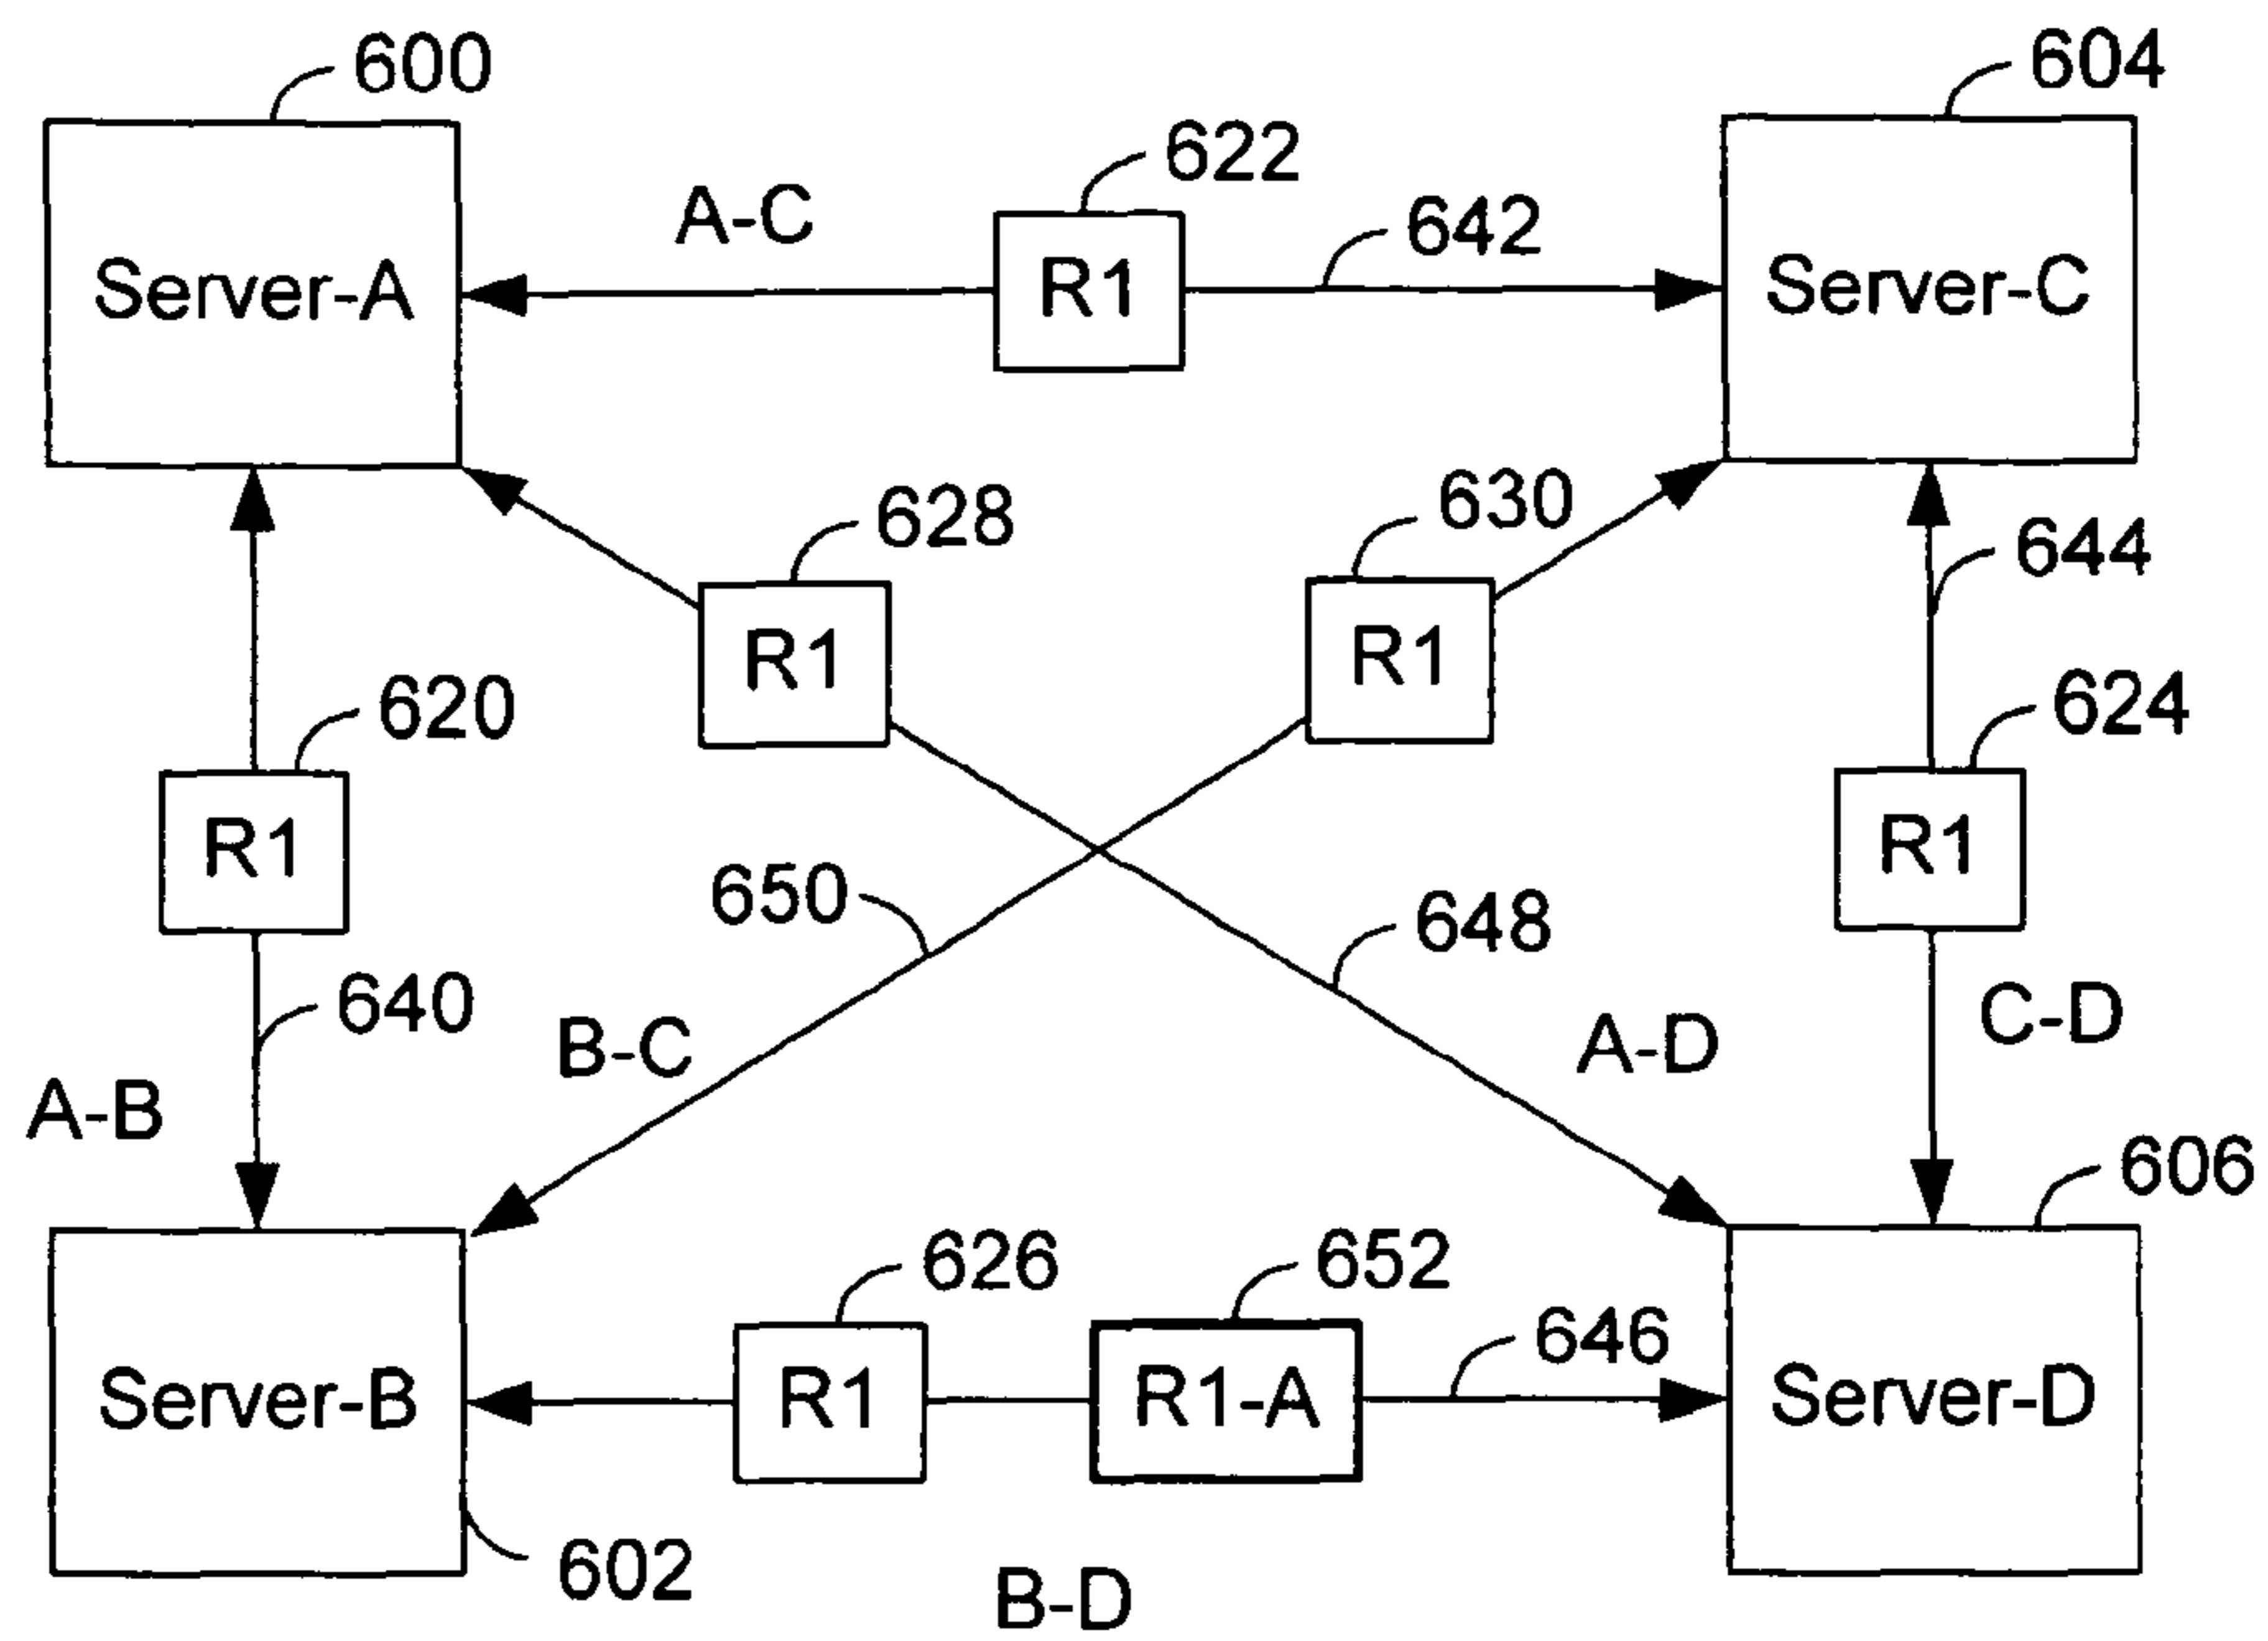 600
604
622
A-C
642
Server-A
R1
Server-C
628
630
644
R1
R1
620
624
R1
R1
650
648
640
B-C
A-D
C-D
A-B
606
626
652
646
Server-B
R1
R1-A
Server-D
602
B-D